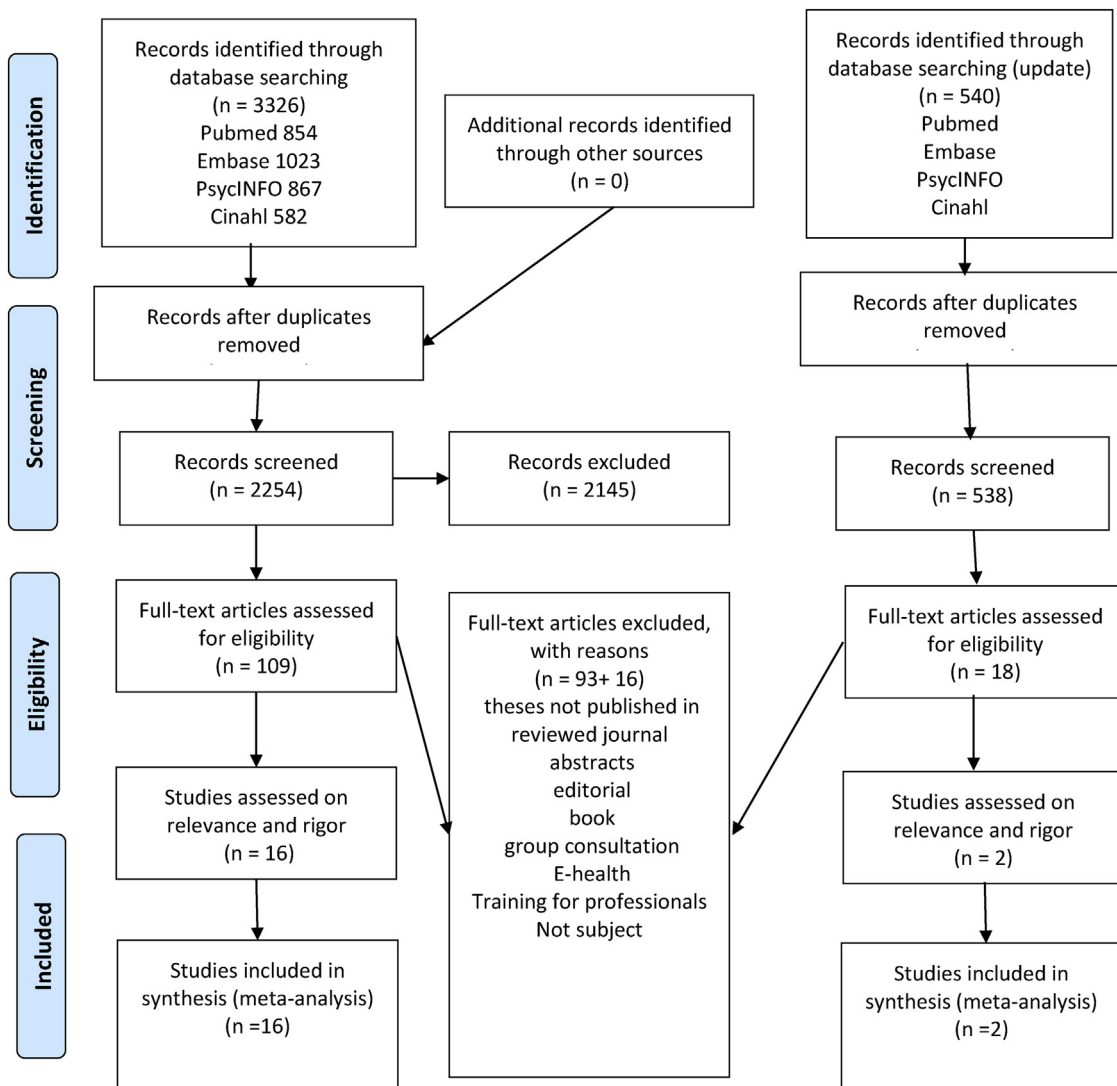 Identification
Screening
Eligibility
Included
Records identified through
database searching
(n = 3326)
Pubmed 854
Embase 1023
PsycINFO 867
Cinahl 582
Additional records identified
through other sources
(n = 0)
Records identified through
database searching (update)
(n = 540)
Pubmed
Embase
PsycINFO
Cinahl
Records after duplicates
removed
Records after duplicates
removed
Records screened
(n = 2254)
Records excluded
(n = 2145)
Records screened
(n = 538)
Full-text articles assessed
for eligibility
(n = 109)
Full-text articles excluded,
with reasons
(n = 93+ 16)
theses not published in
reviewed journal
abstracts
editorial
book
group consultation
E-health
Training for professionals
Not subject
Full-text articles assessed
for eligibility
(n = 18)
Studies assessed on
relevance and rigor
(n = 16)
Studies assessed on
relevance and rigor
(n = 2)
Studies included in
synthesis (meta-analysis)
(n =16)
Studies included in
synthesis (meta-analysis)
(n =2)